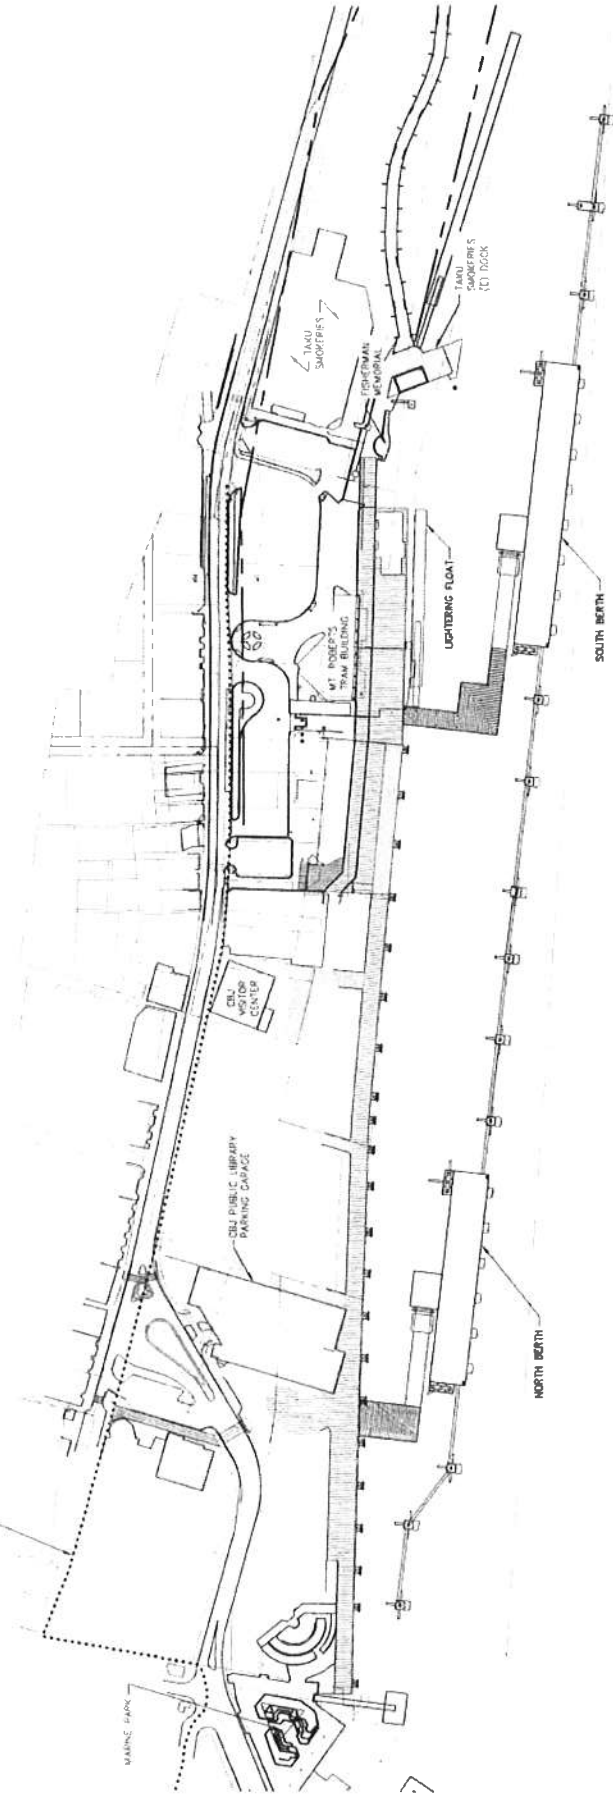 TAKU
SMOKERIES
TAKU
SMOKERIES
(E) DOCK
FISHERMAN
MEMORIAL
LIGHTERING FLOAT
MT. ROBERTS
TRAM BUILDING
SOUTH BERTH
CBJ
VISITOR
CENTER
CBJ PUBLIC LIBRARY
PARKING GARAGE
NORTH BERTH
MARINE PARK